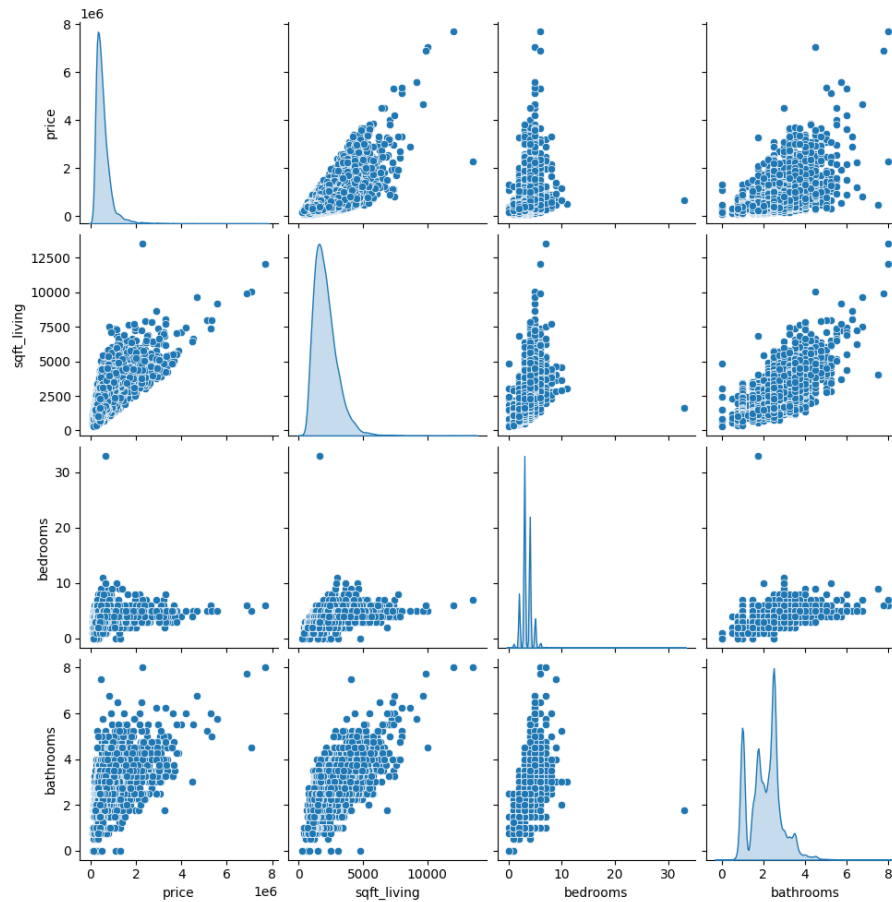 1e6
8
6
4
2
0
price
12500
10000
7500
5000
2500
0
sqft_living
30
20
10
0
bedrooms
8
6
4
2
0
bathrooms
0 2 4 6 8
1e6
price
0 5000 10000
sqft_living
0 10 20 30
bedrooms
0 2 4 6 8
bathrooms